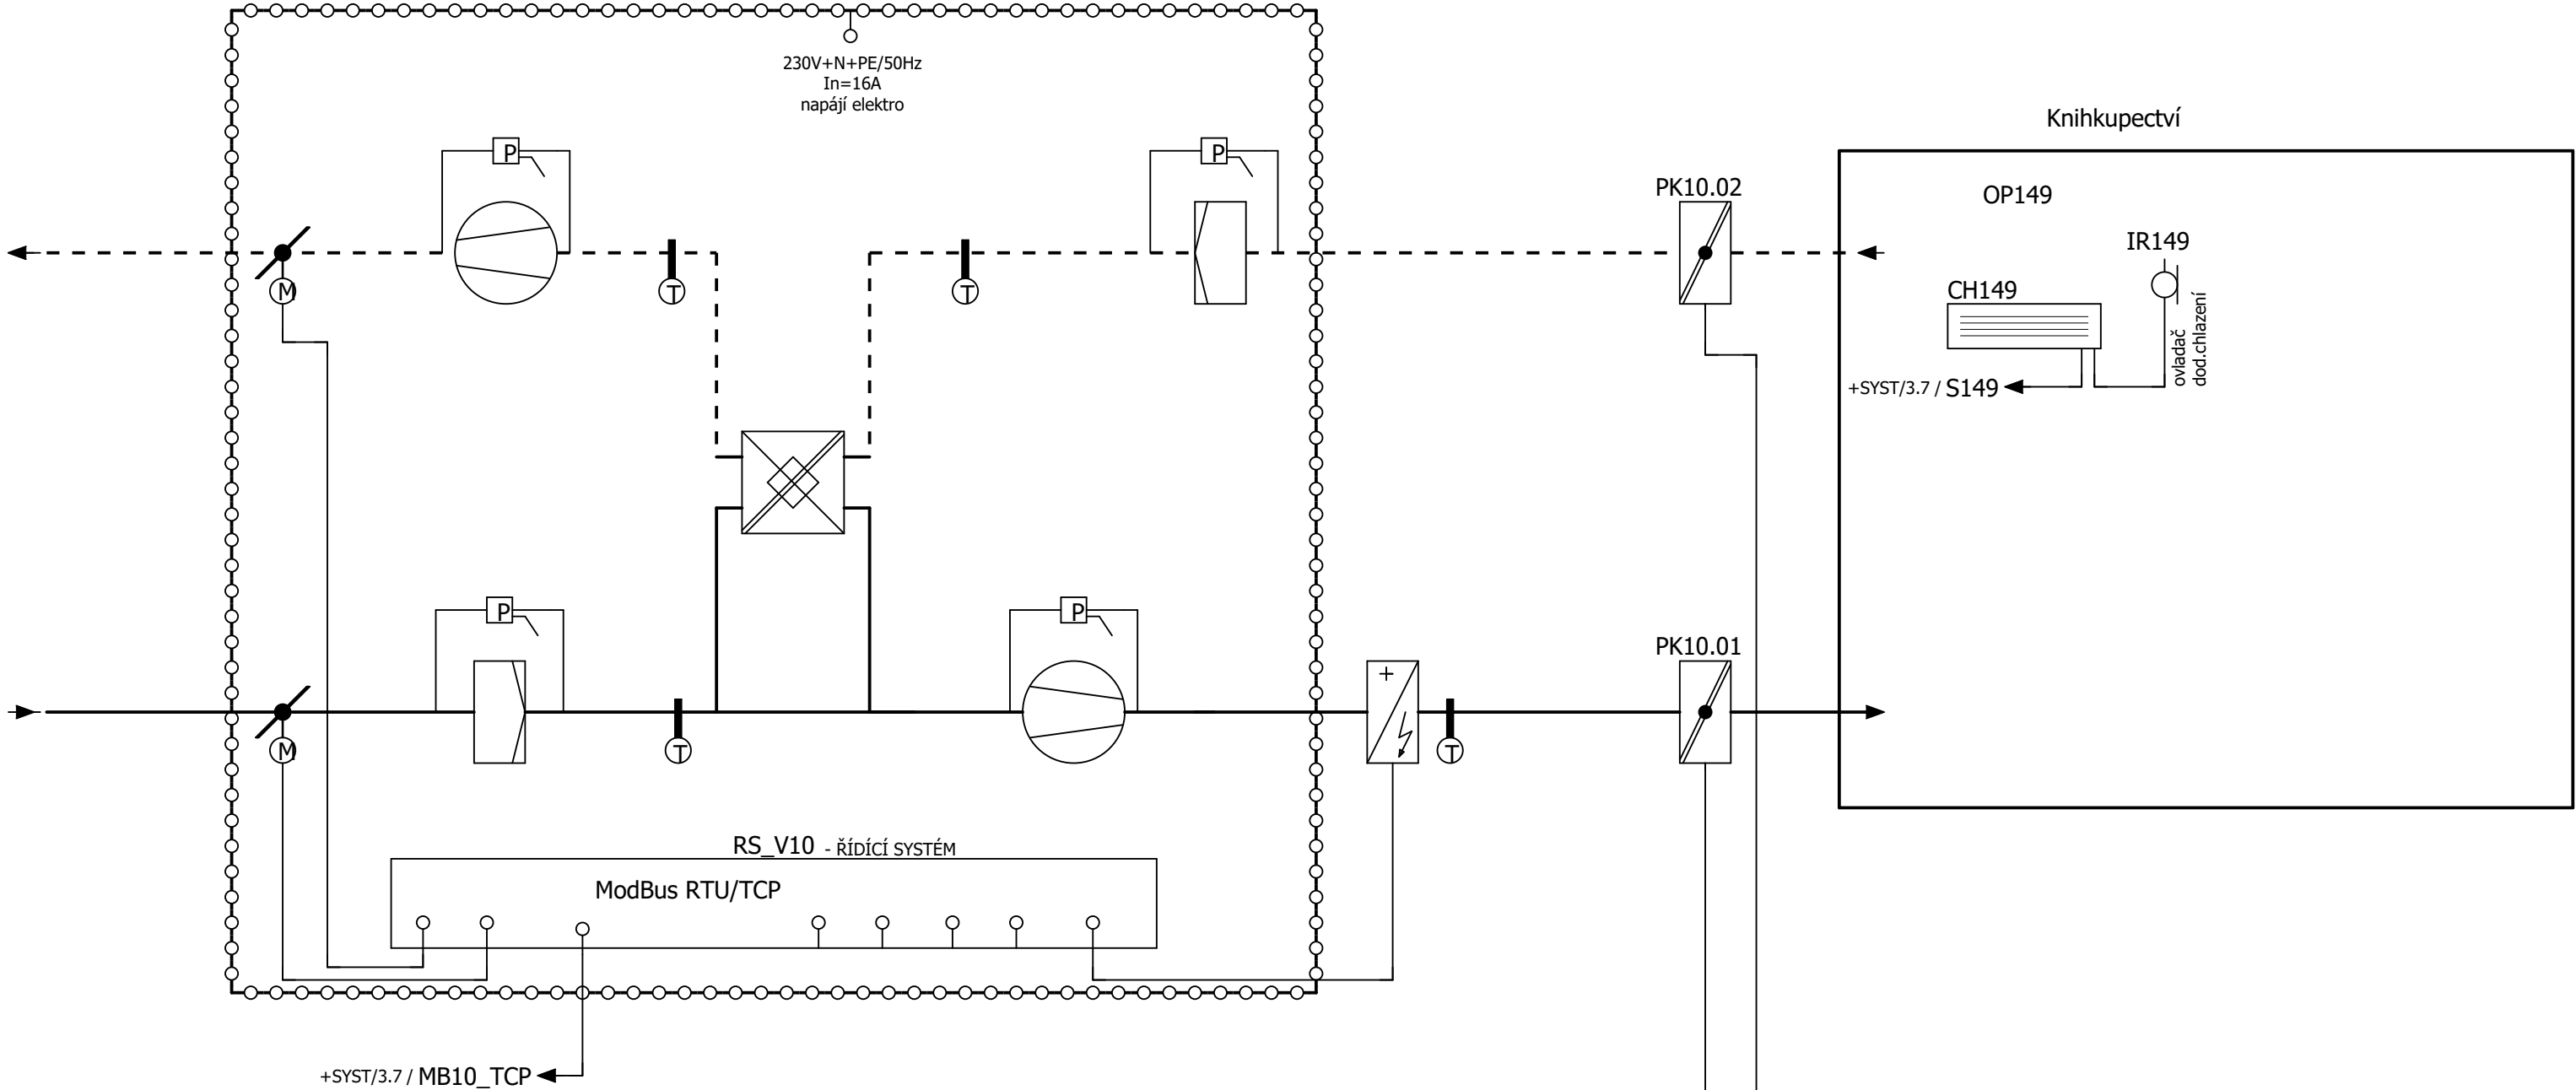 230V+N+PE/50Hz
In=16A
napájí elektro
Knihkupectví
P
P
PK10.02
OP149
IR149
CH149
M
T
T
ovladač
dod.chlazení
+SYST/3.7 / S149
P
P
PK10.01
+
M
T
T
RS_V10 - ŘÍDÍCÍ SYSTÉM
ModBus RTU/TCP
+SYST/3.7 / MB10_TCP